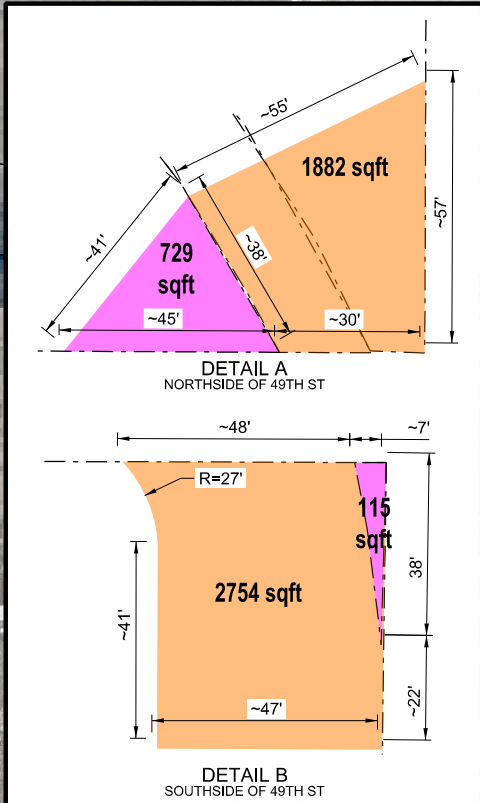 ~55'
1882 sqft
~57'
~41'
729
sqft
~38'
~45'
~30'
DETAIL A
NORTHSIDE OF 49TH ST
~48'
~7'
R=27'
115
sqft
38'
2754 sqft
~41'
~22'
~47'
DETAIL B
SOUTHSIDE OF 49TH ST